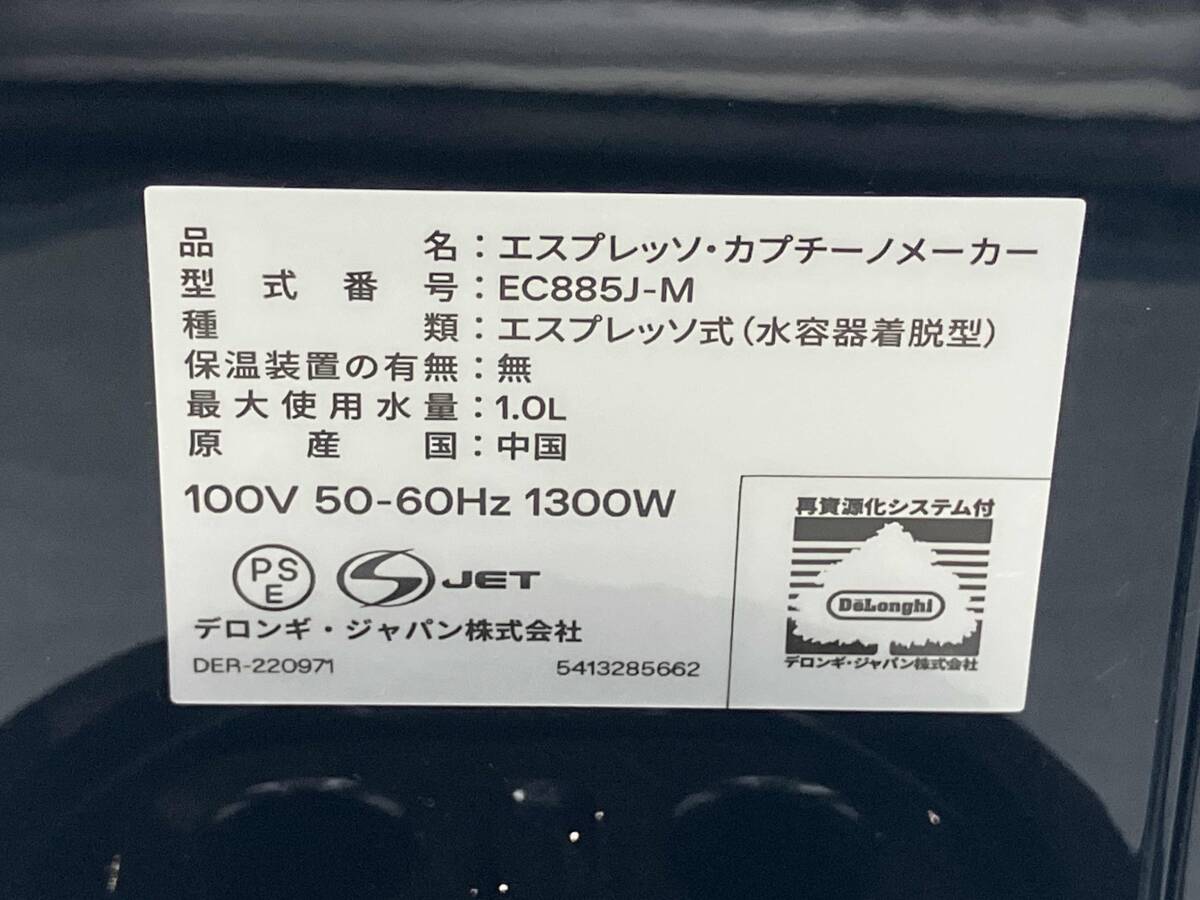 品名：エスプレッソ・カプチーノメーカー
型式番号：EC885J-M
種類：エスプレッソ式（水容器着脱型）
保温装置の有無：無
最大使用水量：1.0L
原産国：中国
100V 50-60Hz 1300W
PSE
JET
デロンギ・ジャパン株式会社
DER-220971 5413285662
再資源化システム付
DeLonghi
デロンギ・ジャパン株式会社